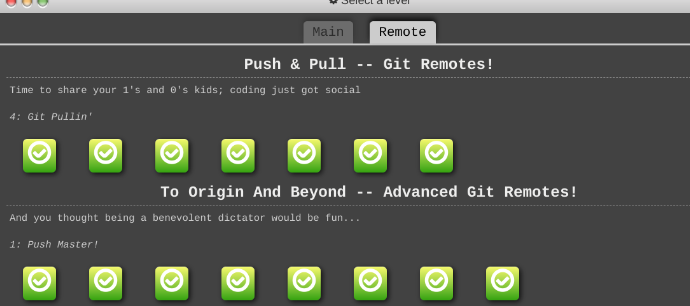 Select a level
Main
Remote
Push & Pull -- Git Remotes!
Time to share your 1's and 0's kids; coding just got social
4: Git Pullin'
To Origin And Beyond -- Advanced Git Remotes!
And you thought being a benevolent dictator would be fun...
1: Push Master!